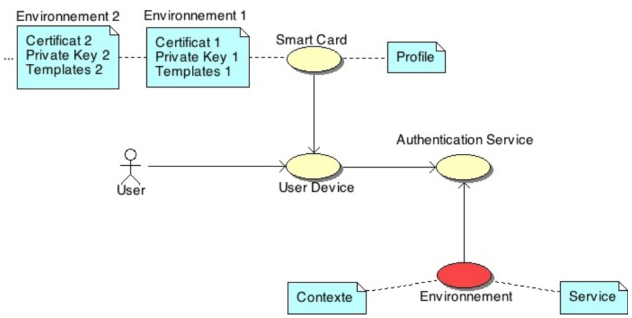 Environnement 2
Environnement 1
Certificat 2
Private Key 2
Templates 2
Certificat 1
Private Key 1
Templates 1
Smart Card
Profile
...
Authentication Service
User
User Device
Contexte
Environnement
Service